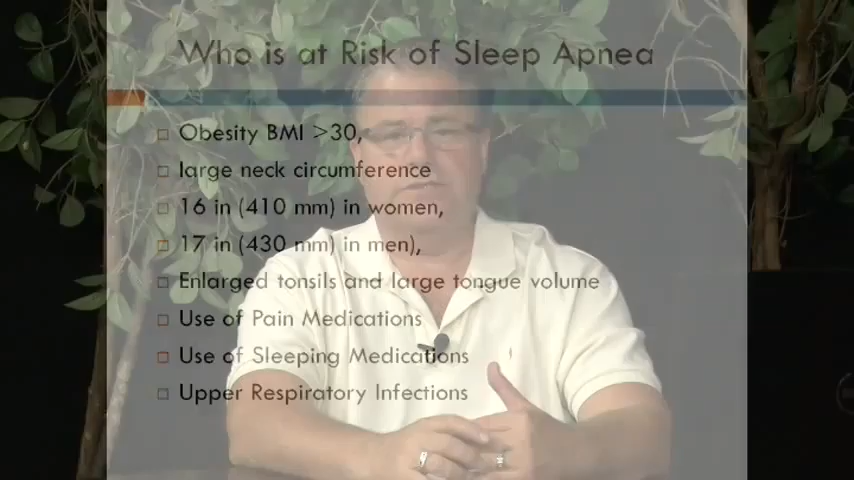 Who is at Risk of Sleep Apnea
Obesity BMI >30,
large neck circumference
16 in (410 mm) in women,
17 in (430 mm) in men),
Enlarged tonsils and large tongue volume
Use of Pain Medications
Use of Sleeping Medications
Upper Respiratory Infections